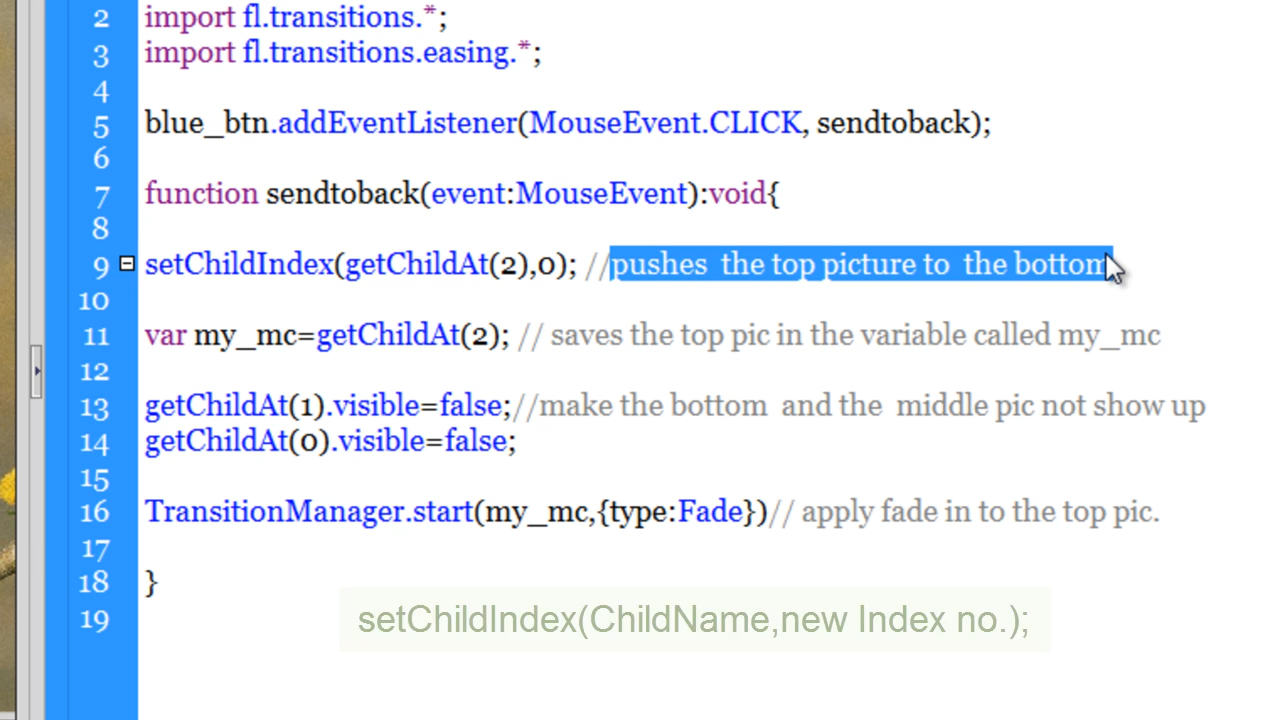 2 import fl.transitions.*;
3 import fl.transitions.easing.*;
4
5 blue_btn.addEventListener(MouseEvent.CLICK, sendtoback);
6
7 function sendtoback(event:MouseEvent):void{
8
9 setChildIndex(getChildAt(2),0); //pushes  the top picture to  the bottom
10
11 var my_mc=getChildAt(2); // saves the top pic in the variable called my_mc
12
13 getChildAt(1).visible=false;//make the bottom  and the  middle pic not show up
14 getChildAt(0).visible=false;
15
16 TransitionManager.start(my_mc,{type:Fade})// apply fade in to the top pic.
17
18 }
19
setChildIndex(ChildName,new Index no.);